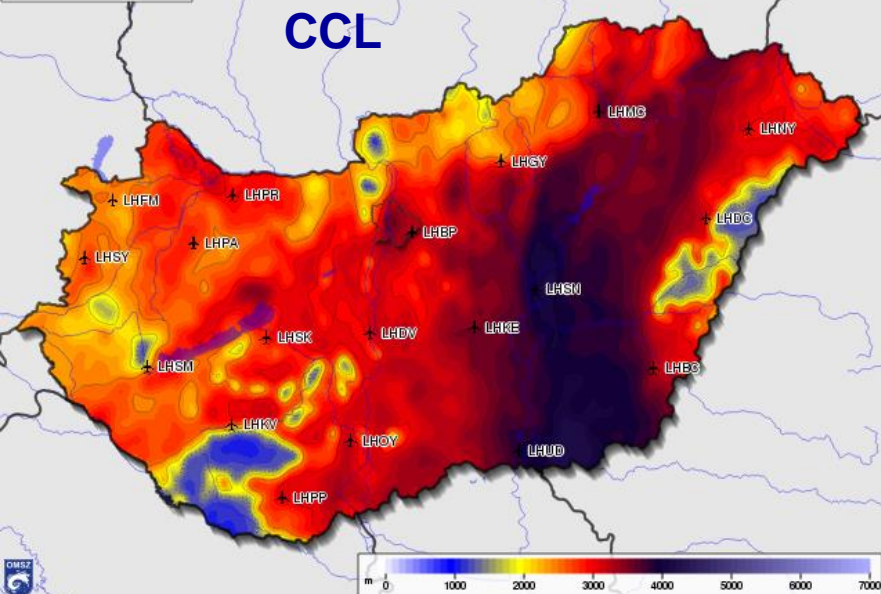 CCL
LHMC
LHNY
LHGY
LHFM
LHPR
LHDC
LHBP
LHPA
LHSY
LHSN
LHKE
LHSK
LHDV
LHSM
LHBC
LHKV
LHOY
LHUD
LHPP
OMSZ
m 0 1000 2000 3000 4000 5000 6000 7000